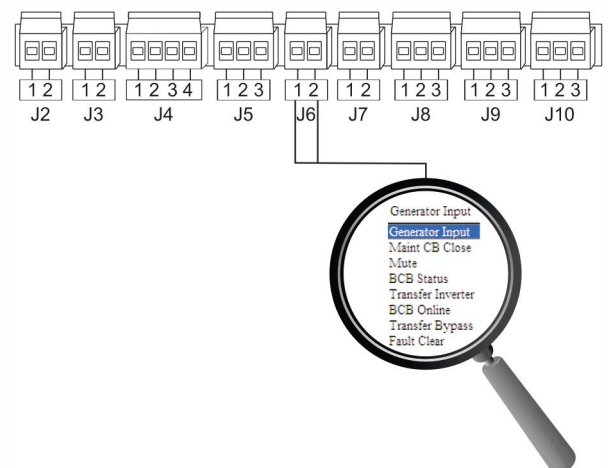 1 2 1 2 1 2 3 4 1 2 3 1 2 1 2 1 2 3 1 2 3 1 2 3
J2 J3 J4 J5 J6 J7 J8 J9 J10
Generator Input
Generator Input
Maint CB Close
Mute
BCB Status
Transfer Inverter
BCB Online
Transfer Bypass
Fault Clear